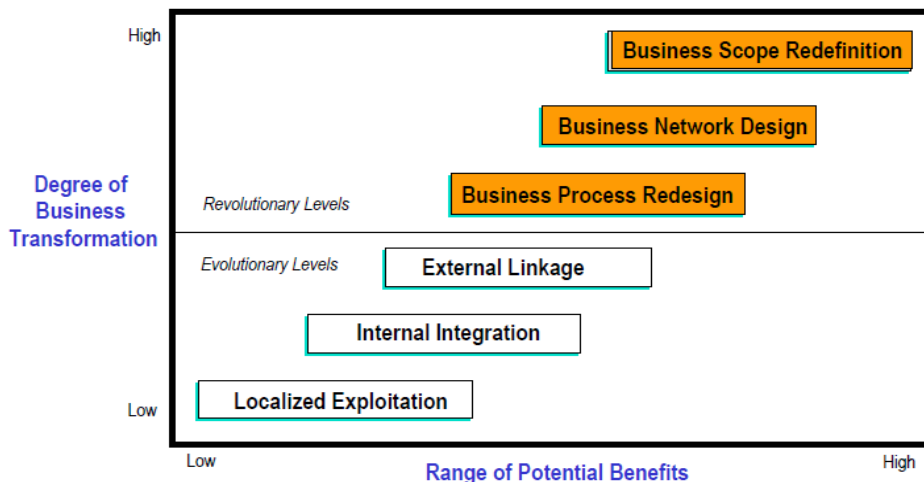 High
Business Scope Redefinition
Business Network Design
Degree of
Business
Transformation
Revolutionary Levels
Business Process Redesign
Evolutionary Levels
External Linkage
Internal Integration
Localized Exploitation
Low
Low
High
Range of Potential Benefits